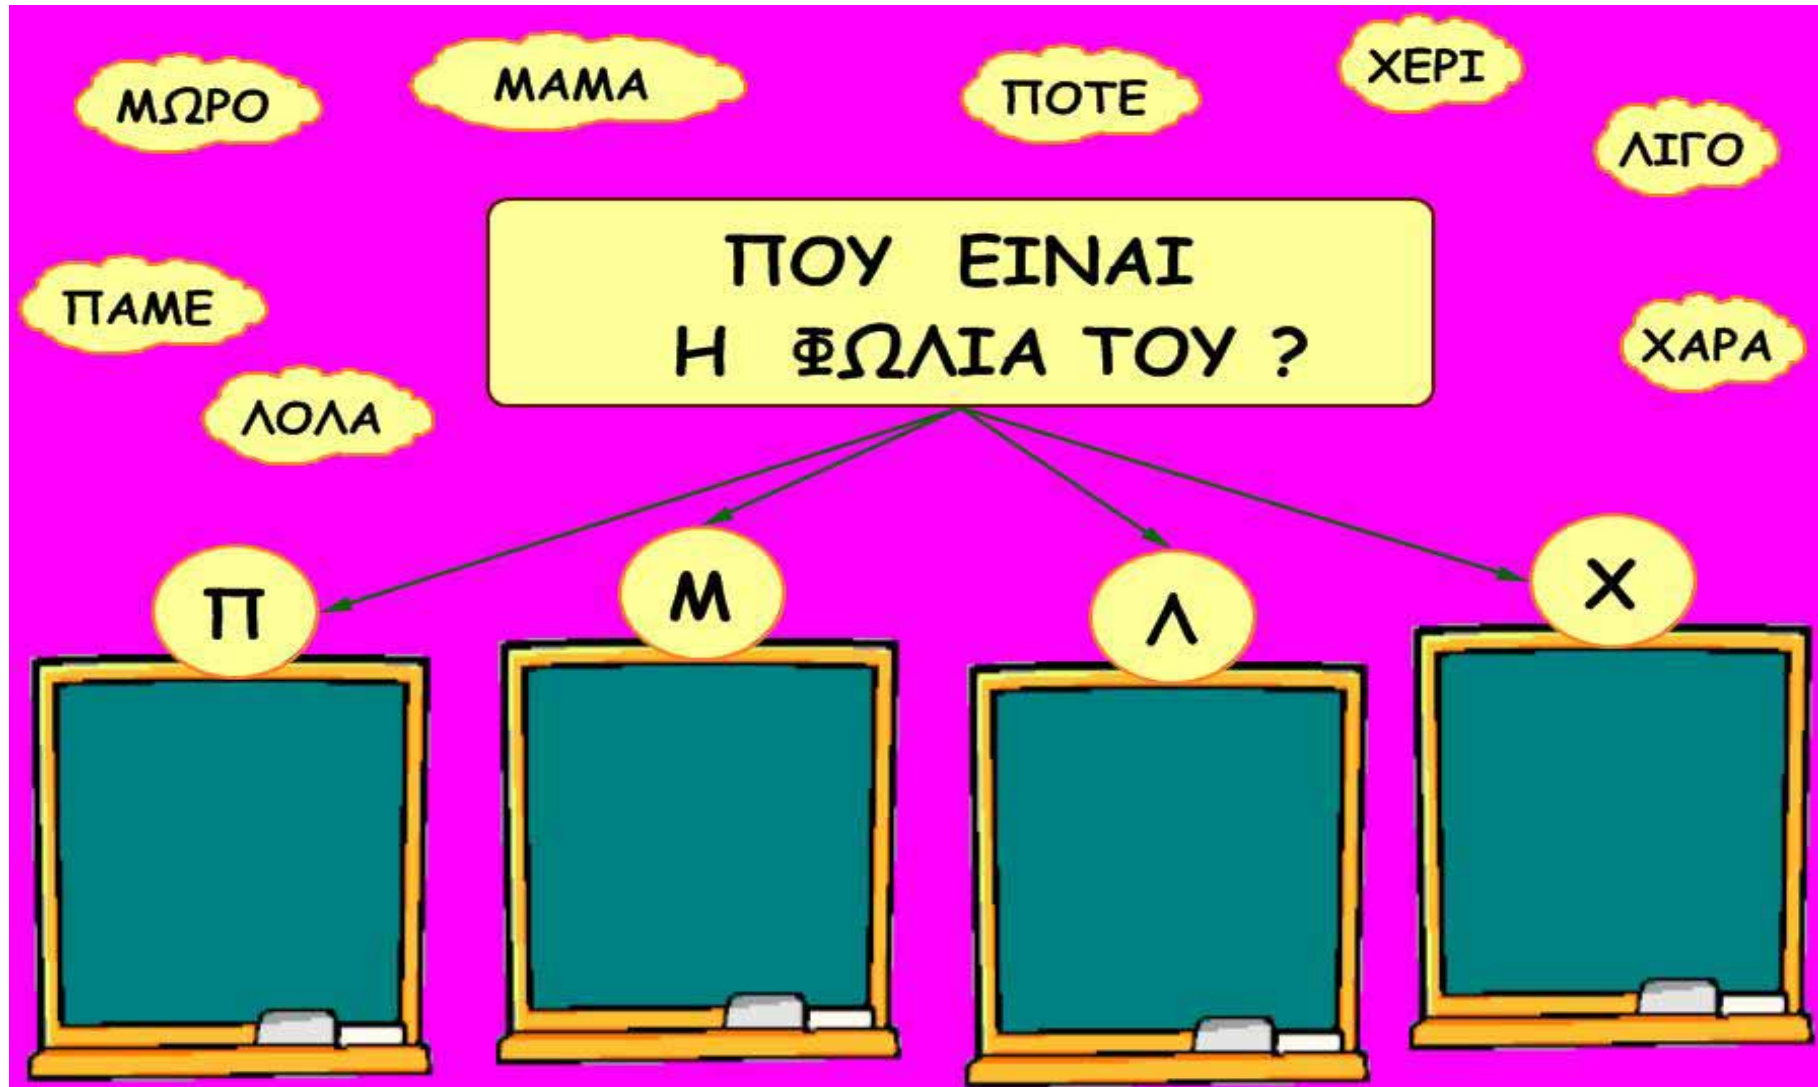 ΜΩΡΟ
ΜΑΜΑ
ΠΟΤΕ
ΧΕΡΙ
ΛΙΓΟ
ΠΟΥ ΕΙΝΑΙ
Η ΦΩΛΙΑ ΤΟΥ ?
ΠΑΜΕ
ΧΑΡΑ
ΛΟΛΑ
Π
Μ
Λ
Χ